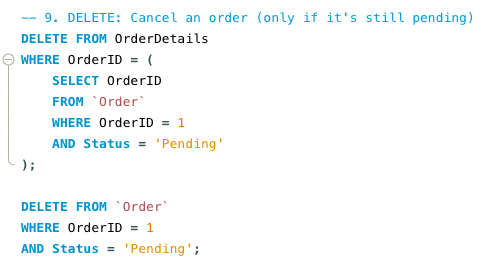 -- 9. DELETE: Cancel an order (only if it's still pending)
DELETE FROM OrderDetails
WHERE OrderID = (
    SELECT OrderID
    FROM `Order`
    WHERE OrderID = 1
    AND Status = 'Pending'
);

DELETE FROM `Order`
WHERE OrderID = 1
AND Status = 'Pending';